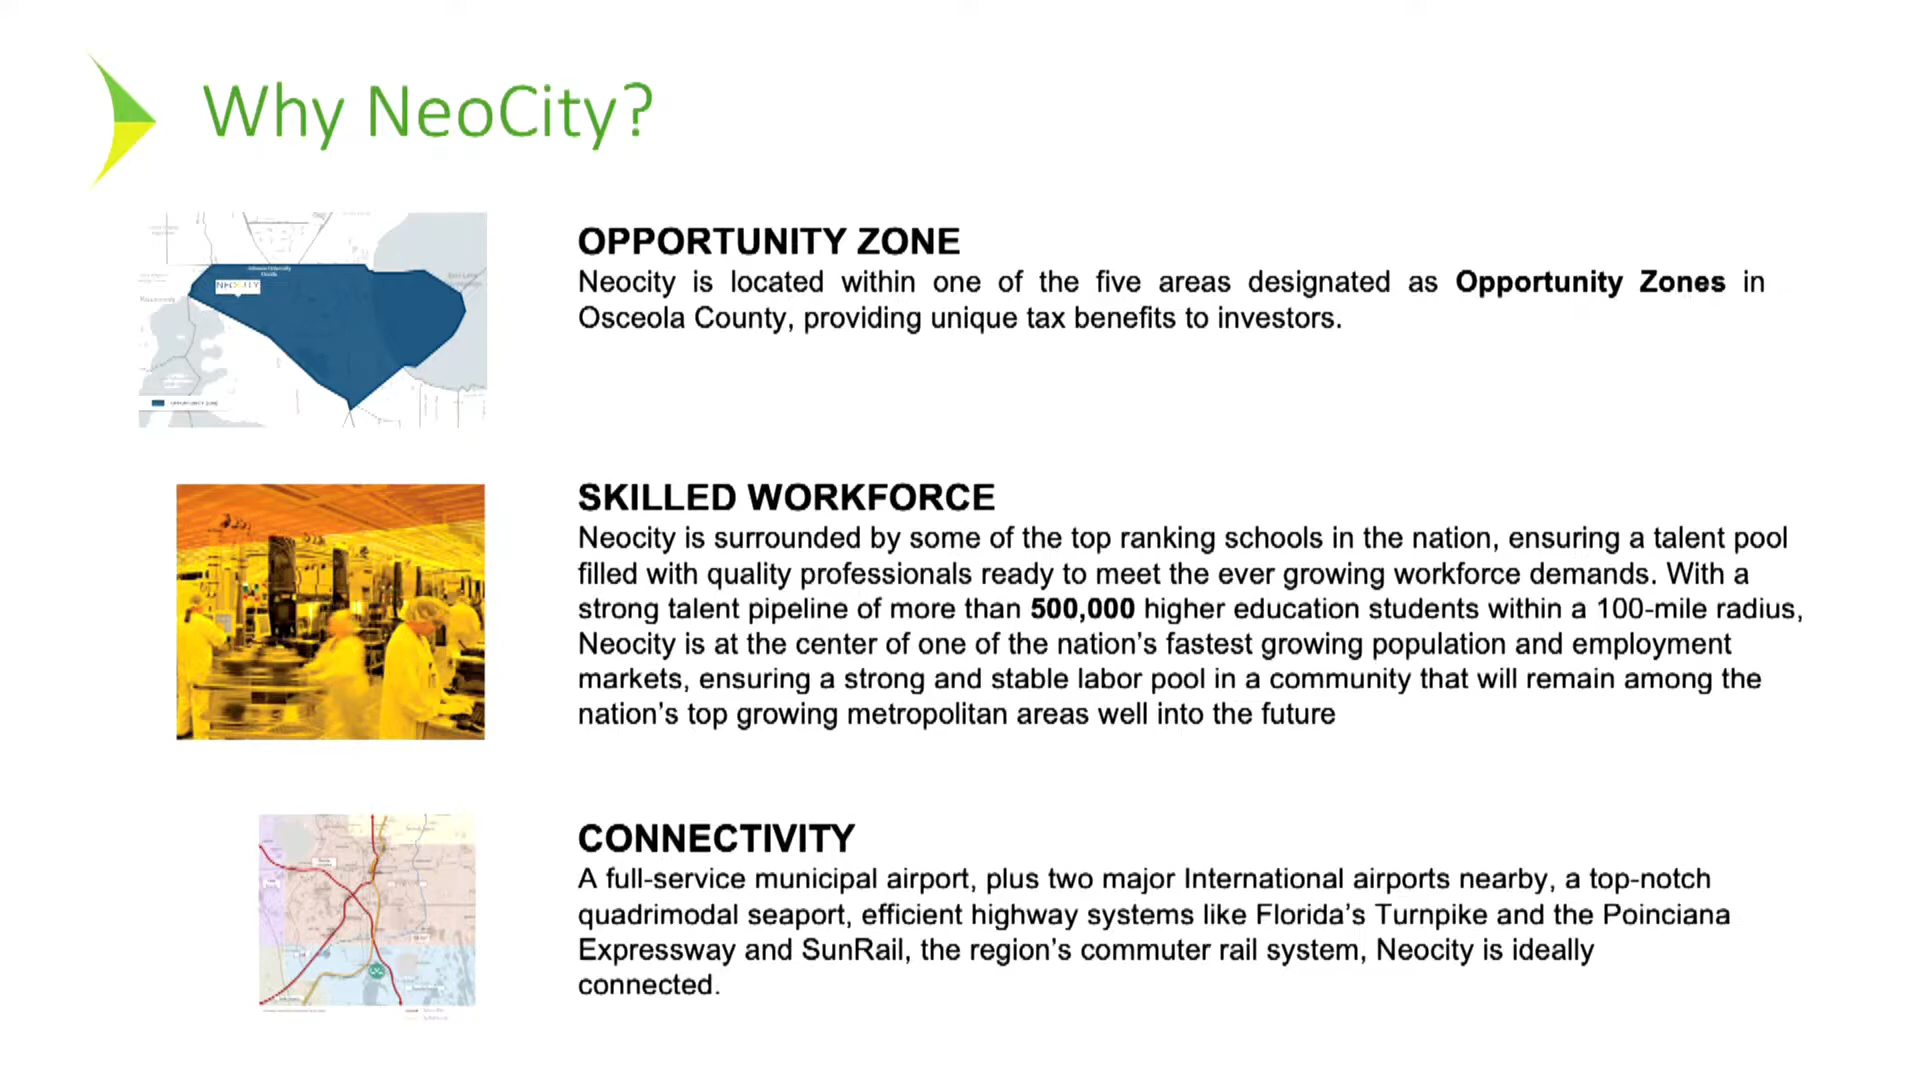 Why NeoCity?
NEOCITY
OPPORTUNITY ZONE
OPPORTUNITY ZONE
Neocity is located within one of the five areas designated as Opportunity Zones in
Osceola County, providing unique tax benefits to investors.
SKILLED WORKFORCE
Neocity is surrounded by some of the top ranking schools in the nation, ensuring a talent pool
filled with quality professionals ready to meet the ever growing workforce demands. With a
strong talent pipeline of more than 500,000 higher education students within a 100-mile radius,
Neocity is at the center of one of the nation's fastest growing population and employment
markets, ensuring a strong and stable labor pool in a community that will remain among the
nation's top growing metropolitan areas well into the future
CONNECTIVITY
A full-service municipal airport, plus two major International airports nearby, a top-notch
quadrimodal seaport, efficient highway systems like Florida's Turnpike and the Poinciana
Expressway and SunRail, the region's commuter rail system, Neocity is ideally
connected.